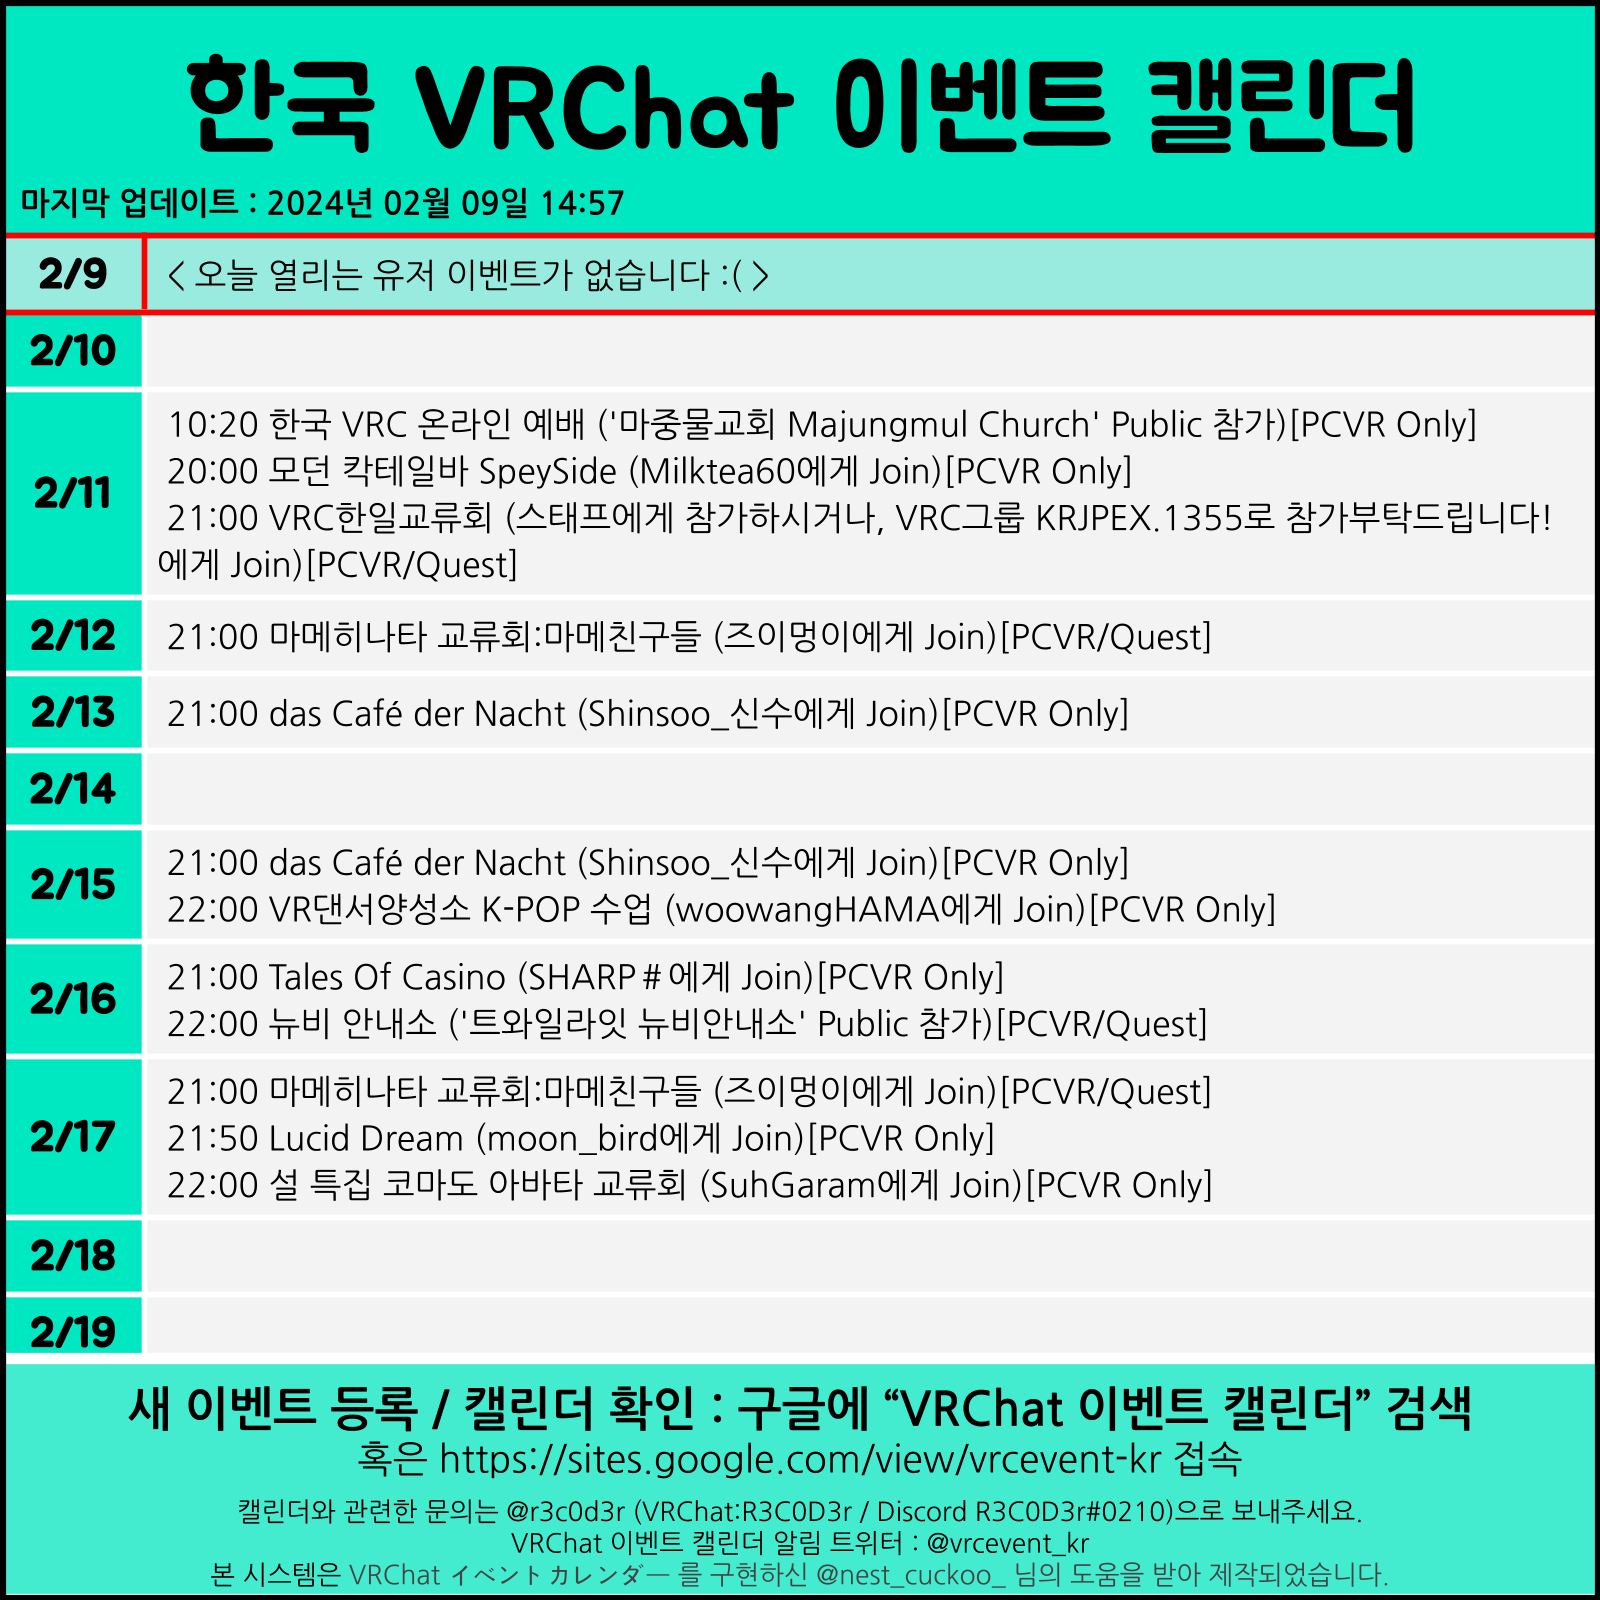 한국 VRChat 이벤트 캘린더
마지막 업데이트 : 2024년 02월 09일 14:57
2/9
< 오늘 열리는 유저 이벤트가 없습니다 :( >
2/10
2/11
10:20 한국 VRC 온라인 예배 ('마중물교회 Majungmul Church' Public 참가)[PCVR Only]
20:00 모던 칵테일바 SpeySide (Milktea60에게 Join)[PCVR Only]
21:00 VRC한일교류회 (스태프에게 참가하시거나, VRC그룹 KRJPEX.1355로 참가부탁드립니다!
에게 Join)[PCVR/Quest]
2/12
21:00 마메히나타 교류회:마메친구들 (즈이멍이에게 Join)[PCVR/Quest]
2/13
21:00 das Café der Nacht (Shinsoo_신수에게 Join)[PCVR Only]
2/14
2/15
21:00 das Café der Nacht (Shinsoo_신수에게 Join)[PCVR Only]
22:00 VR댄서양성소 K-POP 수업 (woowangHAMA에게 Join)[PCVR Only]
2/16
21:00 Tales Of Casino (SHARP＃에게 Join)[PCVR Only]
22:00 뉴비 안내소 ('트와일라잇 뉴비안내소' Public 참가)[PCVR/Quest]
2/17
21:00 마메히나타 교류회:마메친구들 (즈이멍이에게 Join)[PCVR/Quest]
21:50 Lucid Dream (moon_bird에게 Join)[PCVR Only]
22:00 설 특집 코마도 아바타 교류회 (SuhGaram에게 Join)[PCVR Only]
2/18
2/19
새 이벤트 등록 / 캘린더 확인 : 구글에 “VRChat 이벤트 캘린더” 검색
혹은 https://sites.google.com/view/vrcevent-kr 접속
캘린더와 관련한 문의는 @r3c0d3r (VRChat:R3C0D3r / Discord R3C0D3r#0210)으로 보내주세요.
VRChat 이벤트 캘린더 알림 트위터 : @vrcevent_kr
본 시스템은 VRChat イベントカレンダー 를 구현하신 @nest_cuckoo_ 님의 도움을 받아 제작되었습니다.